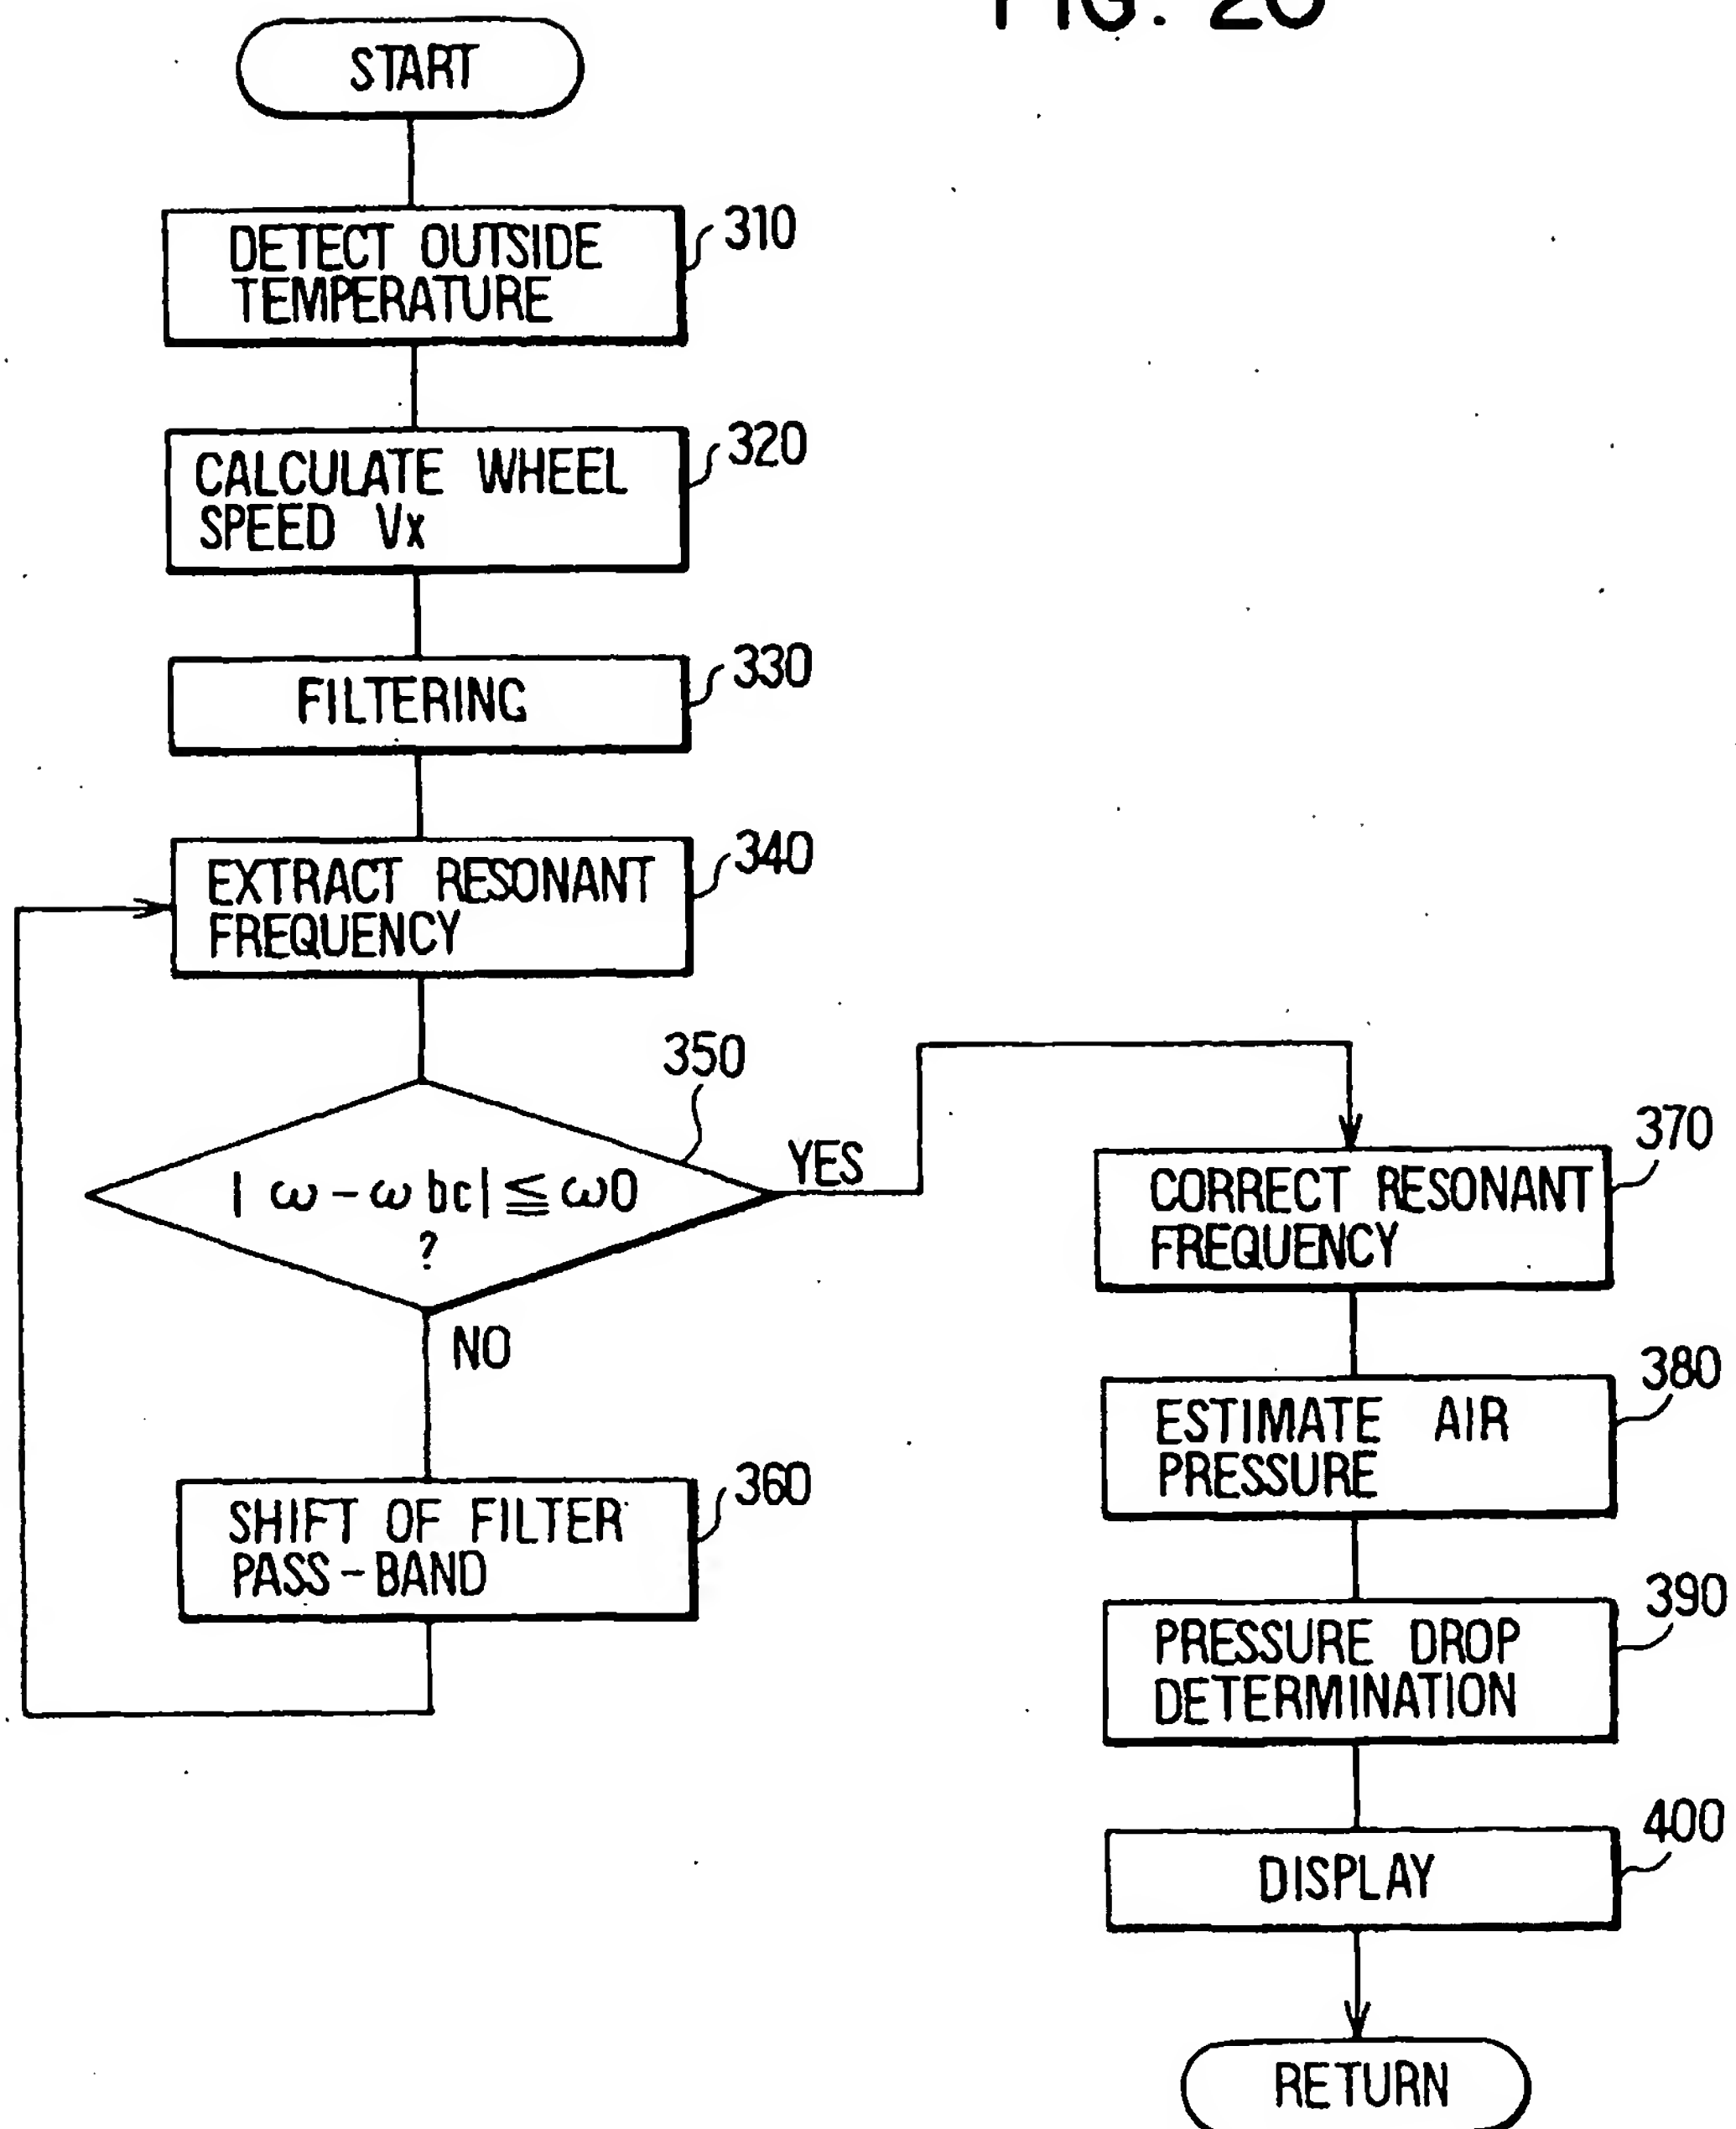 START
DETECT OUTSIDE
TEMPERATURE
310
CALCULATE WHEEL
SPEED Vx
320
FILTERING
330
EXTRACT RESONANT
FREQUENCY
340
350
| ω - ω bc| ≦ ω0
?
YES
NO
SHIFT OF FILTER
PASS-BAND
360
CORRECT RESONANT
FREQUENCY
370
ESTIMATE AIR
PRESSURE
380
PRESSURE DROP
DETERMINATION
390
DISPLAY
400
RETURN